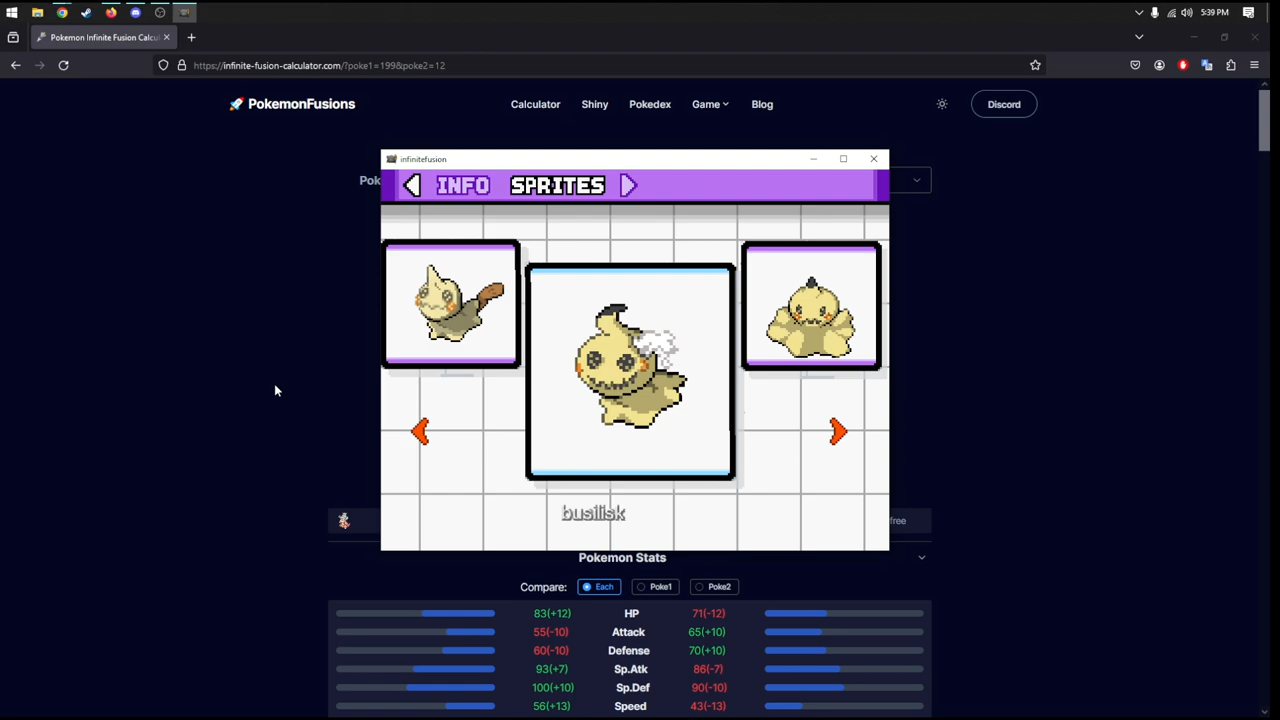 5:39 PM
Pokemon Infinite Fusion Calcu
https://infinite-fusion-calculator.com/?poke1=199&poke2=12
PokemonFusions
Calculator
Shiny
Pokedex
Game
Blog
Discord
infinitefusion
Pok
INFO SPRITES
busilisk
free
Pokemon Stats
Compare: Each Poke1 Poke2
83(+12) HP 71(-12)
55(-10) Attack 65(+10)
60(-10) Defense 70(+10)
93(+7) Sp.Atk 86(-7)
100(+10) Sp.Def 90(-10)
56(+13) Speed 43(-13)